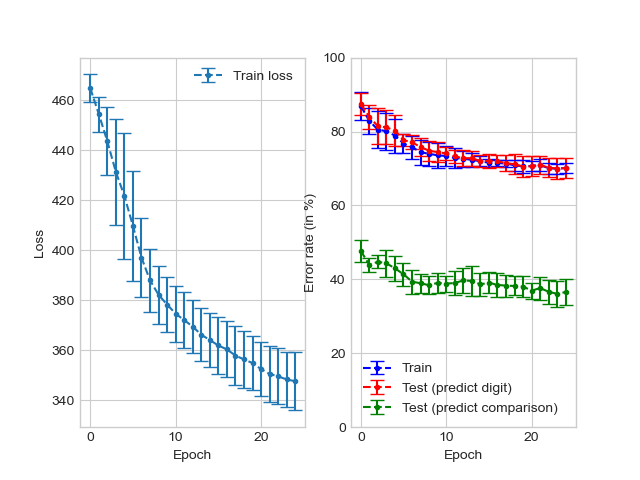 Train loss
460
440
420
400
380
360
340
Loss
0
10
20
Epoch
100
80
60
40
20
0
Error rate (in %)
Train
Test (predict digit)
Test (predict comparison)
0
10
20
Epoch